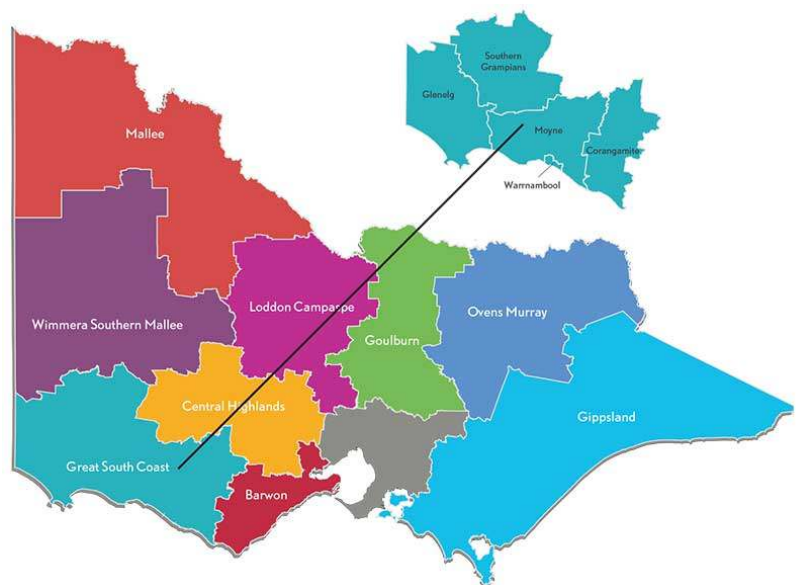 Southern
Grampians
Glenelg
Moyne
Corangamite
Warrnambool
Mallee
Loddon Campaspe
Wimmera Southern Mallee
Goulburn
Ovens Murray
Central Highlands
Gippsland
Great South Coast
Barwon